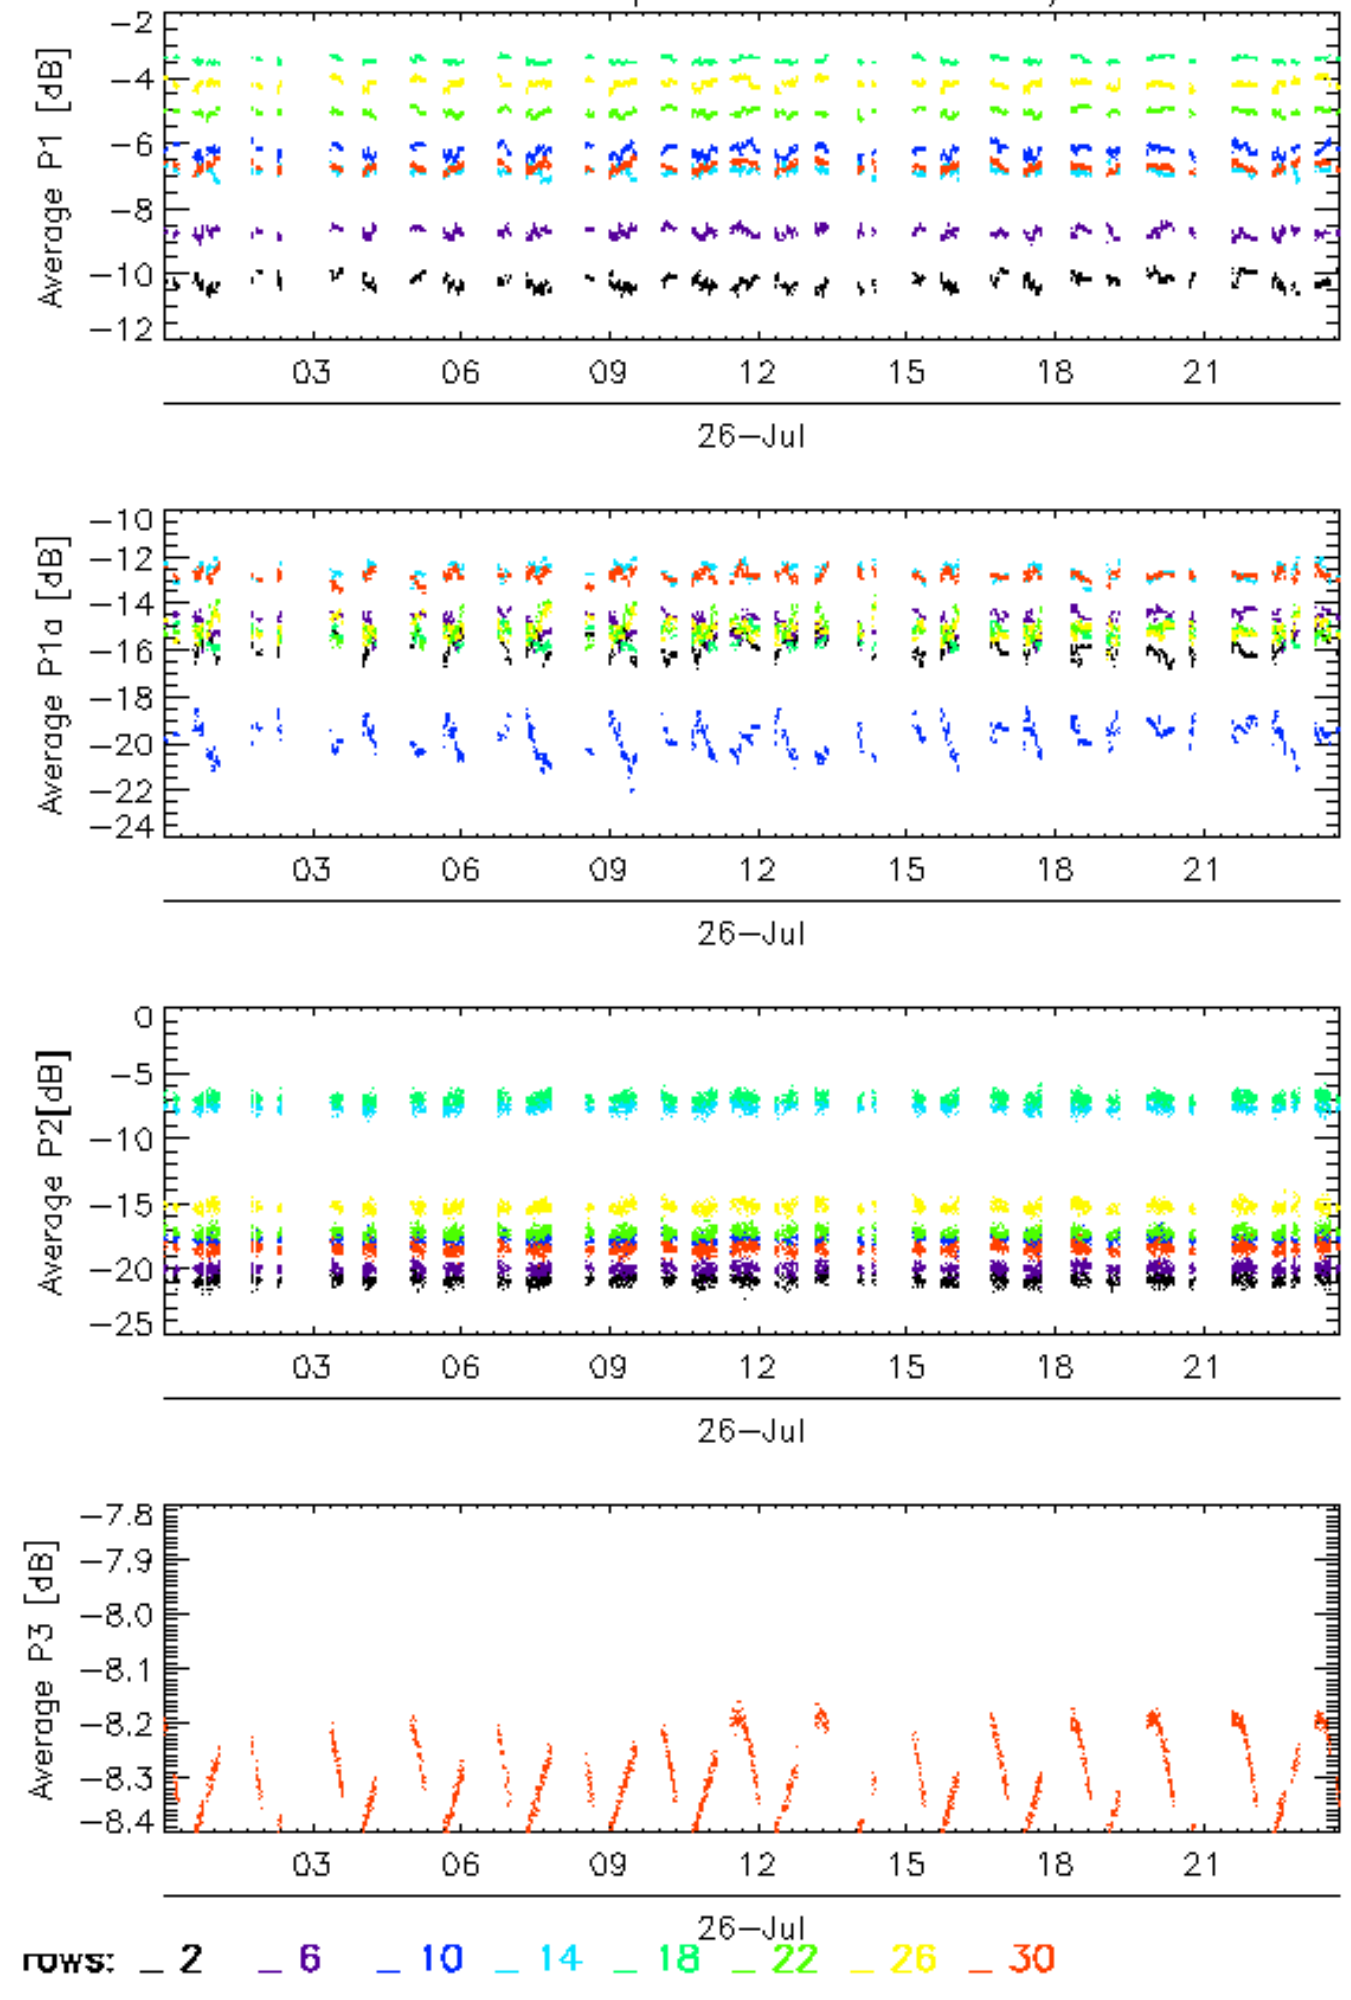 -2
-4
-6
-8
-10
-12
Average P1 [dB]
03 06 09 12 15 18 21
26-Jul
-10
-12
-14
-16
-18
-20
-22
-24
Average P1a [dB]
03 06 09 12 15 18 21
26-Jul
0
-5
-10
-15
-20
-25
Average P2[dB]
03 06 09 12 15 18 21
26-Jul
-7.8
-7.9
-8.0
-8.1
-8.2
-8.3
-8.4
Average P3 [dB]
03 06 09 12 15 18 21
26-Jul
rows: _ 2 _ 6 _ 10 _ 14 _ 18 _ 22 _ 26 _ 30